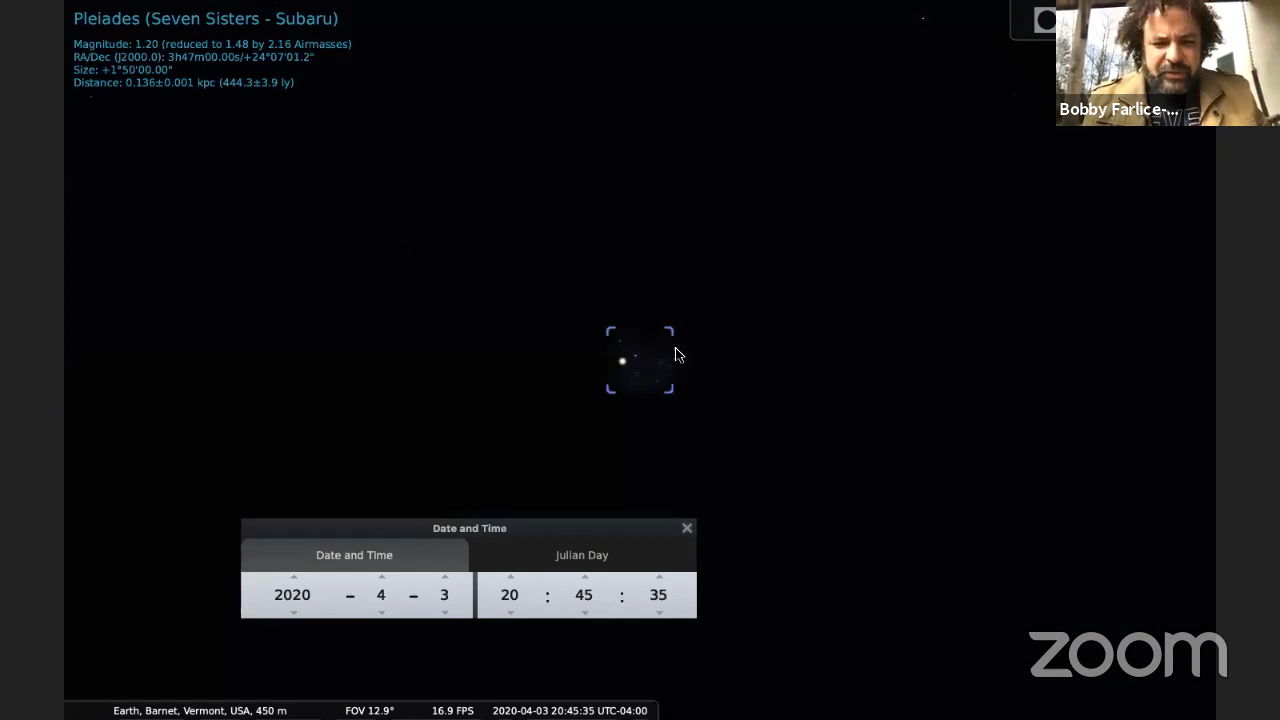 Pleiades (Seven Sisters - Subaru)
Magnitude: 1.20 (reduced to 1.48 by 2.16 Airmasses)
RA/Dec (J2000.0): 3h47m00.00s/+24°07'01.2"
Size: +1°50'00.00"
Distance: 0.136±0.001 kpc (444.3±3.9 ly)
Bobby Farlice-...
Date and Time
Date and Time Julian Day
2020 - 4 - 3 20 : 45 : 35
zoom
Earth, Barnet, Vermont, USA, 450 m FOV 12.9° 16.9 FPS 2020-04-03 20:45:35 UTC-04:00